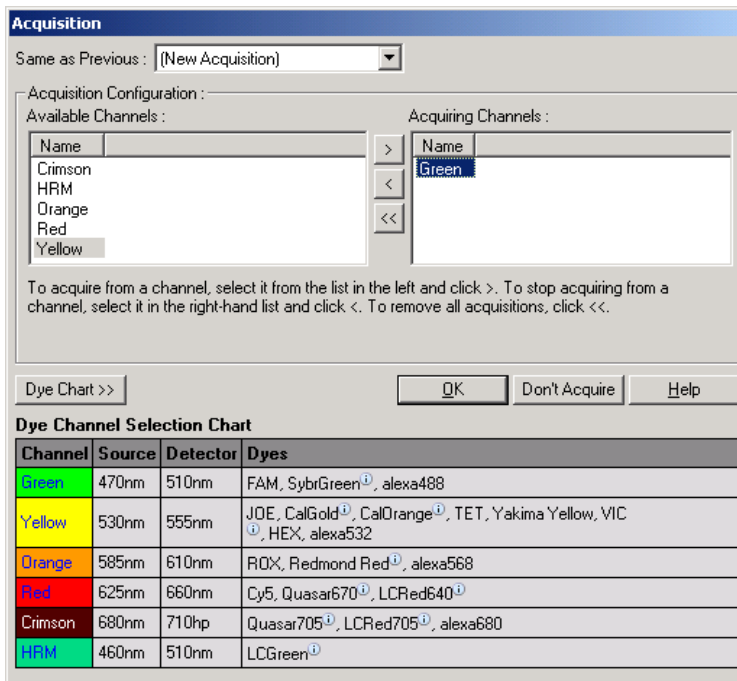 Acquisition
Same as Previous : (New Acquisition)
Acquisition Configuration :
Available Channels :
Name
Crimson
HRM
Orange
Red
Yellow
>
<
<<
Acquiring Channels :
Name
Green
To acquire from a channel, select it from the list in the left and click >. To stop acquiring from a
channel, select it in the right-hand list and click <. To remove all acquisitions, click <<.
Dye Chart >> OK Don't Acquire Help
Dye Channel Selection Chart
Channel Source Detector Dyes
Green 470nm 510nm FAM, SybrGreen ⓘ, alexa488
Yellow 530nm 555nm JOE, CalGold ⓘ, CalOrange ⓘ, TET, Yakima Yellow, VIC
ⓘ, HEX, alexa532
Orange 585nm 610nm ROX, Redmond Red ⓘ, alexa568
Red 625nm 660nm Cy5, Quasar670 ⓘ, LCRed640 ⓘ
Crimson 680nm 710hp Quasar705 ⓘ, LCRed705 ⓘ, alexa680
HRM 460nm 510nm LCGreen ⓘ